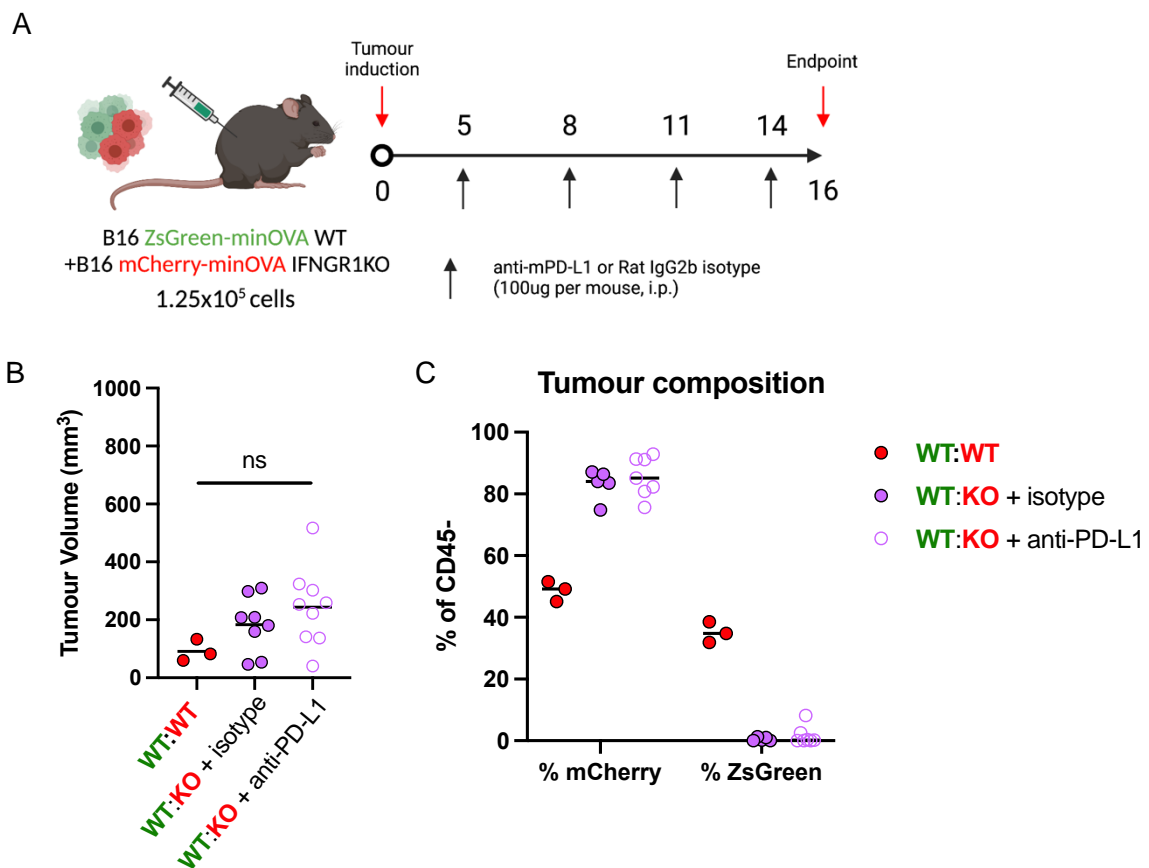 A
Tumour
induction
Endpoint
5 8 11 14
0 16
B16 ZsGreen-minOVA WT
+B16 mCherry-minOVA IFNGR1KO
1.25x10⁵ cells
anti-mPD-L1 or Rat IgG2b isotype
(100ug per mouse, i.p.)
B
Tumour Volume (mm³)
1000
800
600
400
200
0
ns
WT:WT
WT:KO + isotype
WT:KO + anti-PD-L1
C
Tumour composition
% of CD45-
100
80
60
40
20
0
% mCherry % ZsGreen
WT:WT
WT:KO + isotype
WT:KO + anti-PD-L1